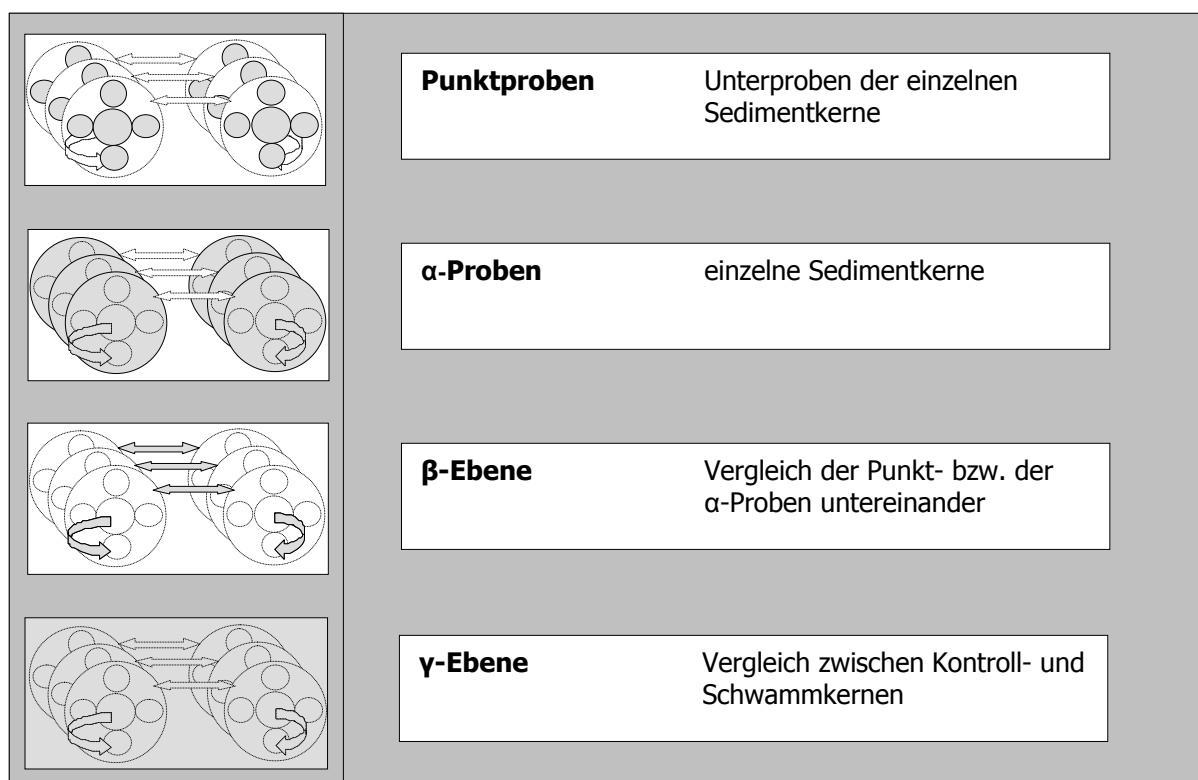 Punktproben Unterproben der einzelnen
Sedimentkerne
α-Proben einzelne Sedimentkerne
β-Ebene Vergleich der Punkt- bzw. der
α-Proben untereinander
γ-Ebene Vergleich zwischen Kontroll- und
Schwammkernen